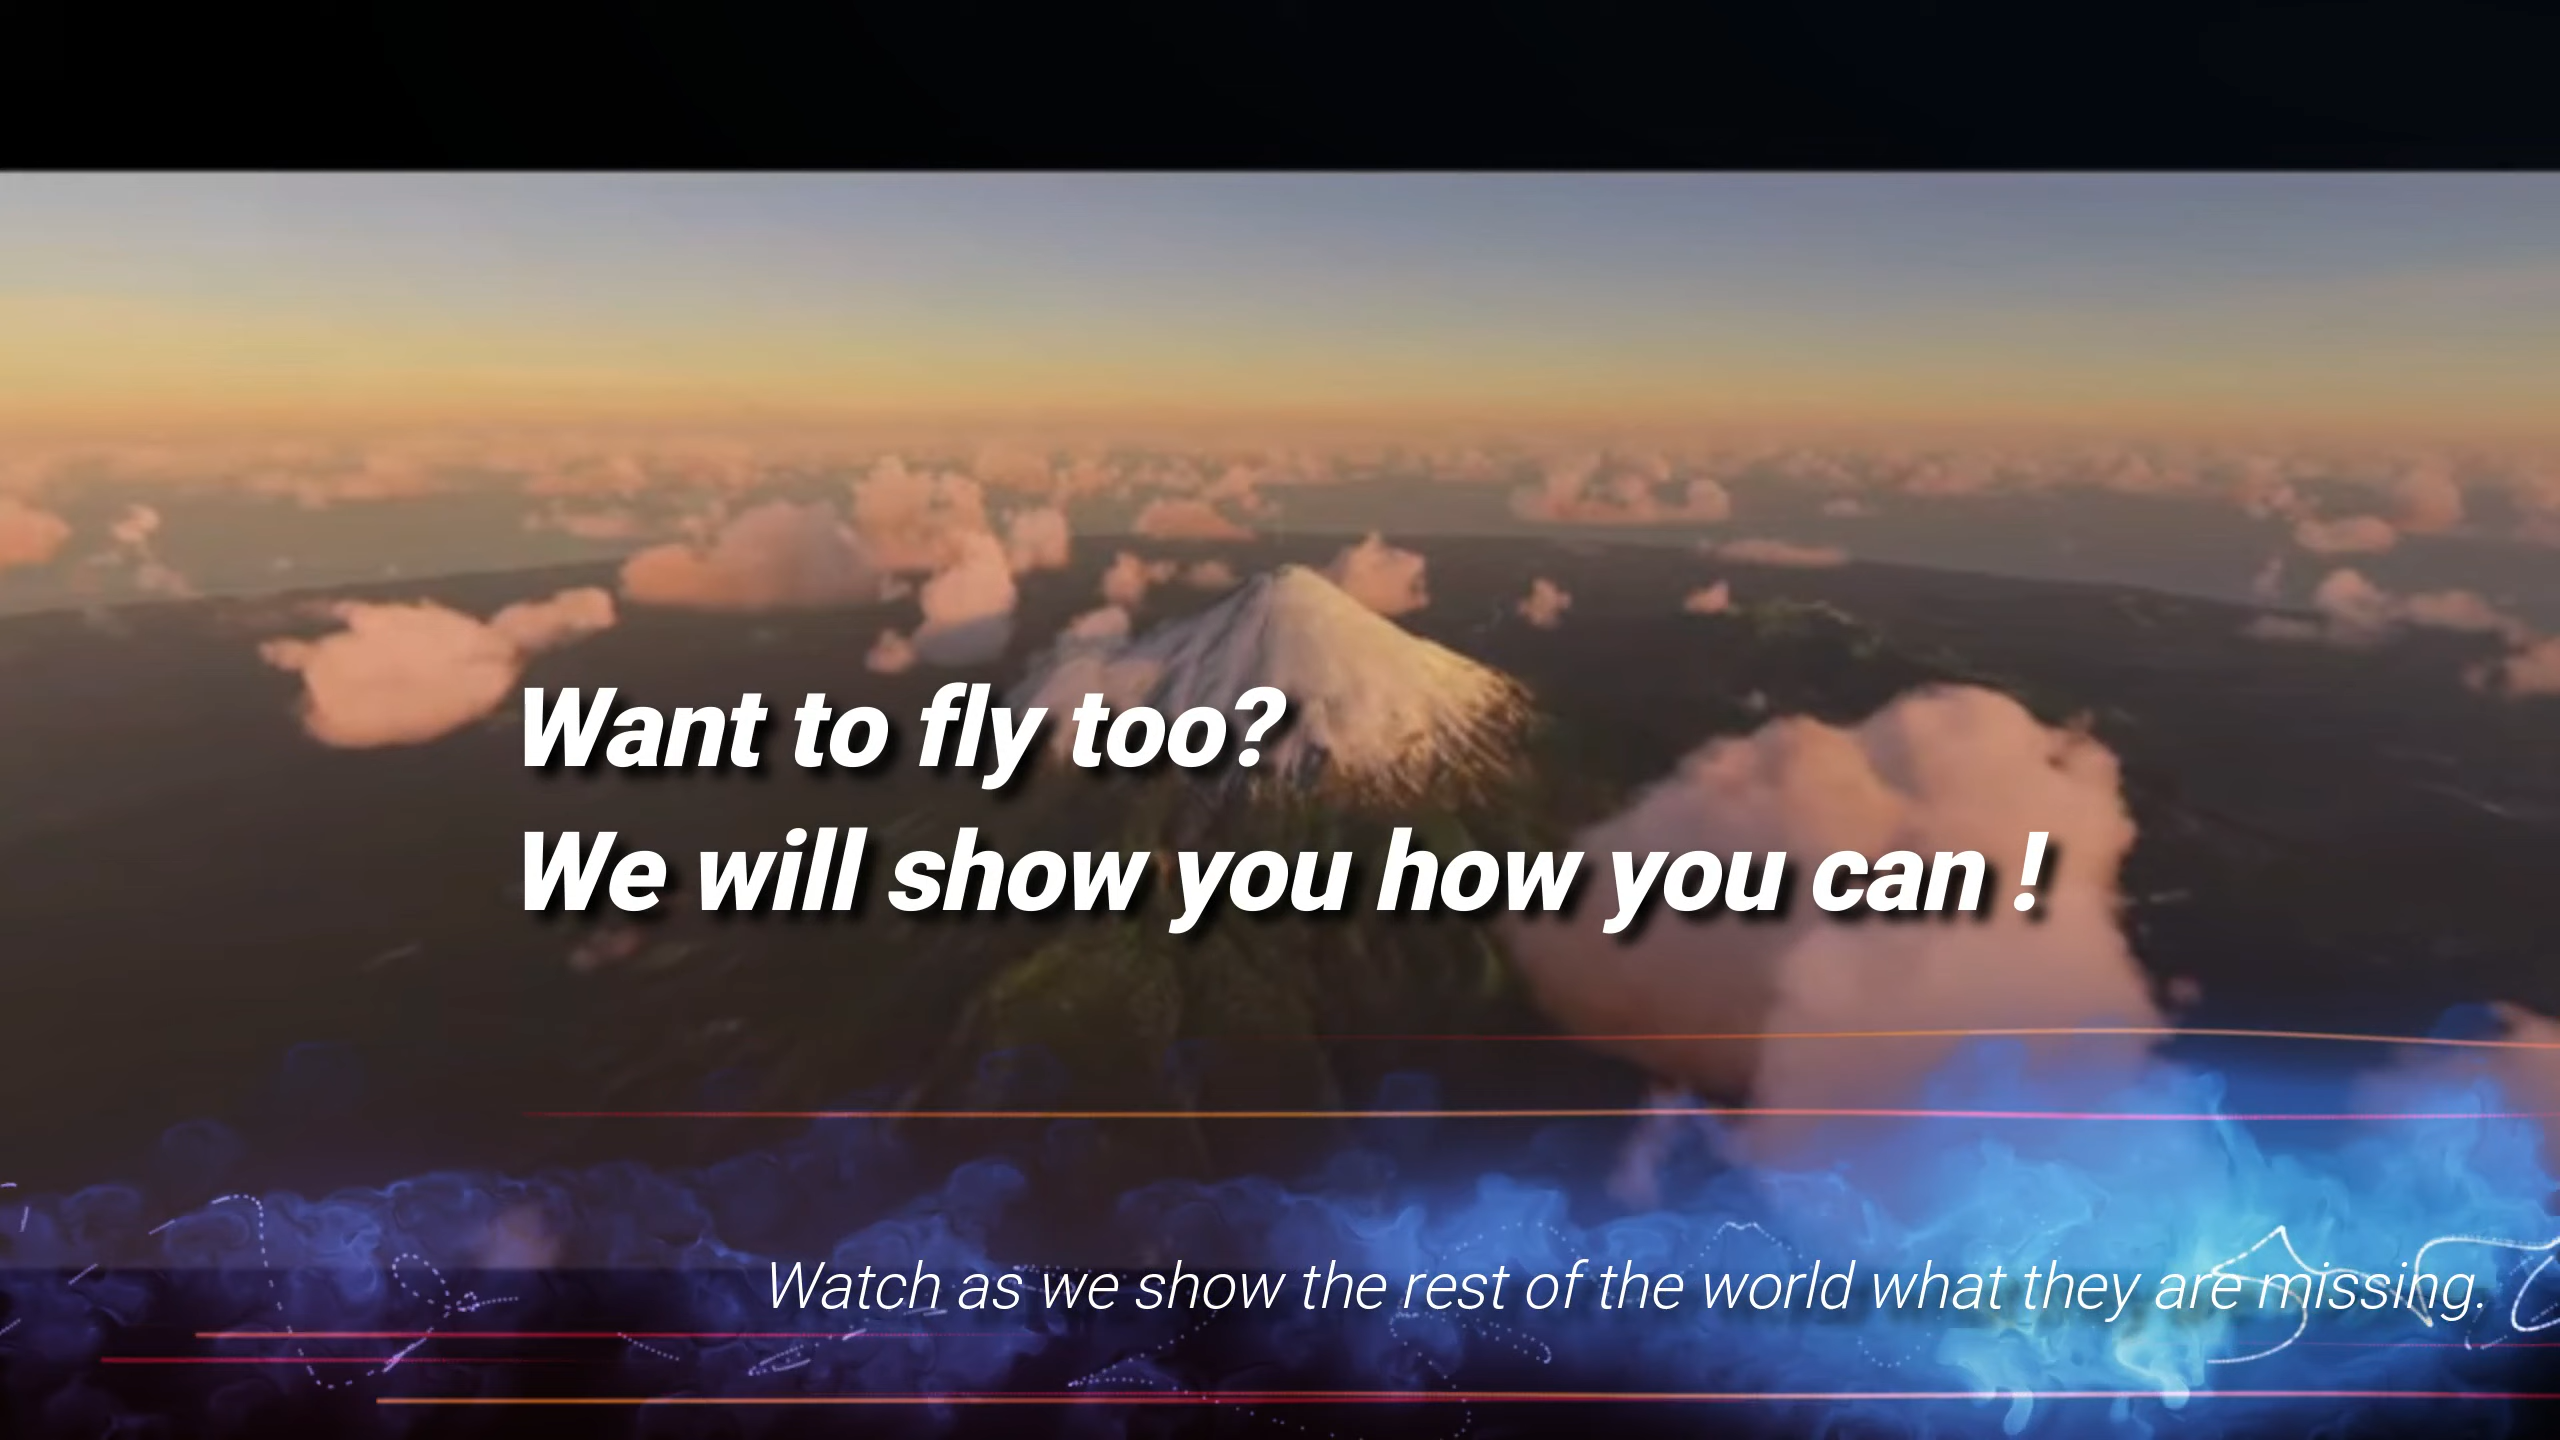 Want to fly too?
We will show you how you can !
Watch as we show the rest of the world what they are missing.